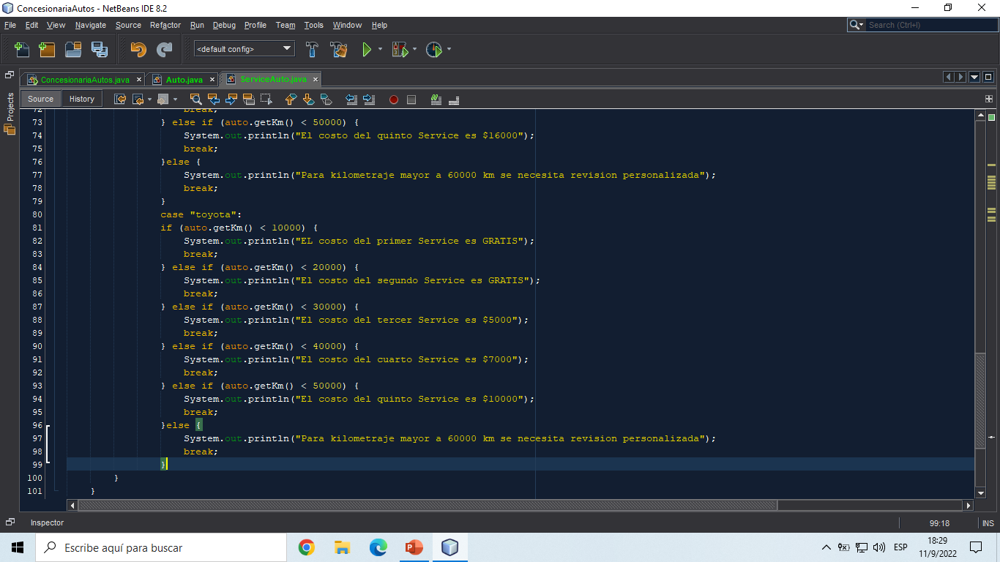 ConcesionariaAutos - NetBeans IDE 8.2
File Edit View Navigate Source Refactor Run Debug Profile Team Tools Window Help
Search (Ctrl+I)
<default config>
ConcesionariaAutos.java Auto.java ServiceAuto.java
Projects
Source History
72 break;
73 } else if (auto.getKm() < 50000) {
74 System.out.println("El costo del quinto Service es $16000");
75 break;
76 }else {
77 System.out.println("Para kilometraje mayor a 60000 km se necesita revision personalizada");
78 break;
79 }
80 case "toyota":
81 if (auto.getKm() < 10000) {
82 System.out.println("EL costo del primer Service es GRATIS");
83 break;
84 } else if (auto.getKm() < 20000) {
85 System.out.println("El costo del segundo Service es GRATIS");
86 break;
87 } else if (auto.getKm() < 30000) {
88 System.out.println("El costo del tercer Service es $5000");
89 break;
90 } else if (auto.getKm() < 40000) {
91 System.out.println("El costo del cuarto Service es $7000");
92 break;
93 } else if (auto.getKm() < 50000) {
94 System.out.println("El costo del quinto Service es $10000");
95 break;
96 }else {
97 System.out.println("Para kilometraje mayor a 60000 km se necesita revision personalizada");
98 break;
99 }
100 }
101 }
Inspector
99:18 INS
Escribe aquí para buscar
ESP
18:29
11/9/2022